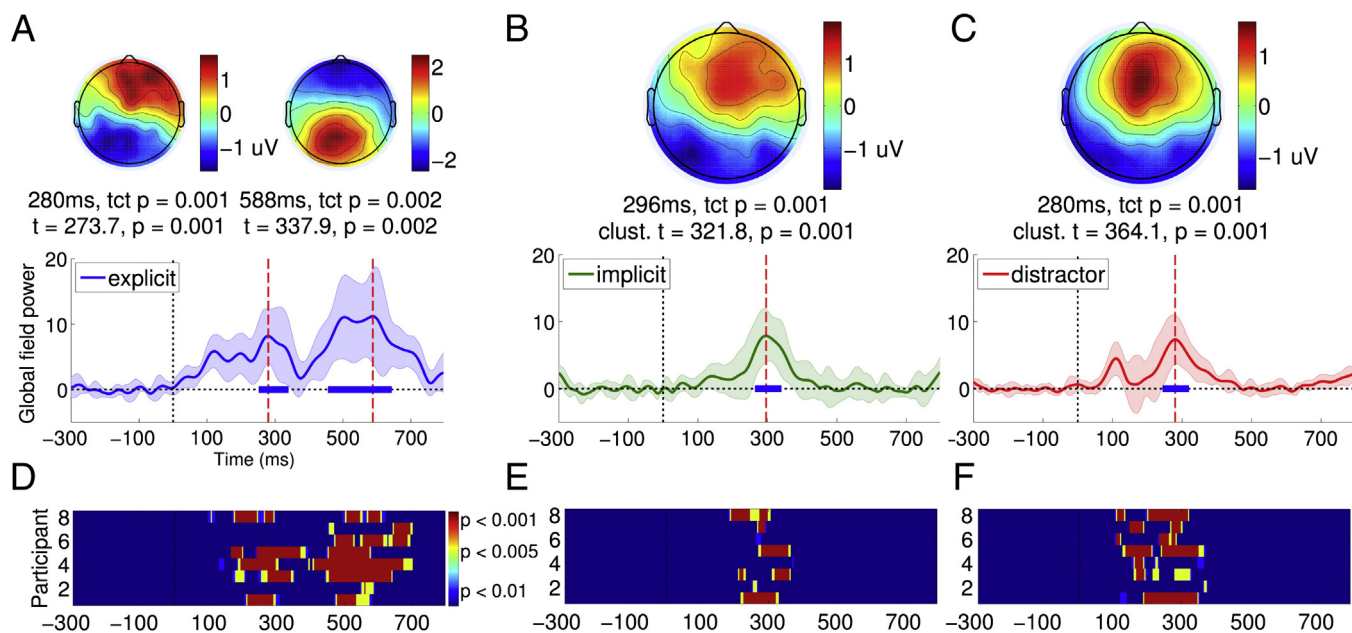 A
B
C
1
0
−1 uV
2
1
0
−1
−2
1
0
−1 uV
1
0
−1 uV
280ms, tct p = 0.001
t = 273.7, p = 0.001
588ms, tct p = 0.002
t = 337.9, p = 0.002
296ms, tct p = 0.001
clust. t = 321.8, p = 0.001
280ms, tct p = 0.001
clust. t = 364.1, p = 0.001
Global field power
20
10
0
explicit
−300 −100 100 300 500 700
Time (ms)
20
10
0
implicit
−300 −100 100 300 500 700
20
10
0
distractor
−300 −100 100 300 500 700
D
Participant
8
6
4
2
−300 −100 100 300 500 700
p < 0.001
p < 0.005
p < 0.01
E
8
6
4
2
−300 −100 100 300 500 700
F
8
6
4
2
−300 −100 100 300 500 700